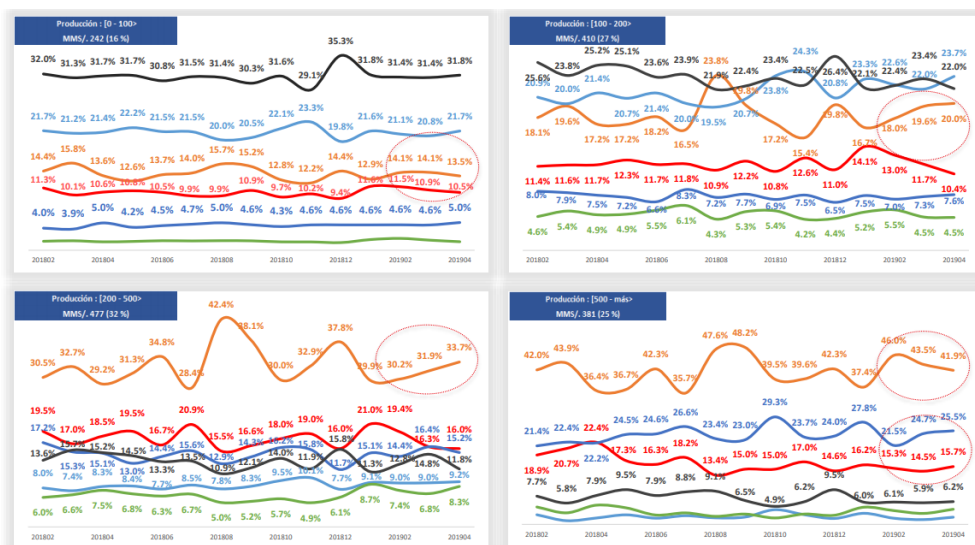 Producción : [0 - 100>
MMS/. 242 (16 %)
35.3%
32.0% 31.3% 31.7% 31.7% 30.8% 31.5% 31.4% 30.3% 31.6% 29.1% 31.8% 31.4% 31.4% 31.8%
21.7% 21.2% 21.4% 22.2% 21.5% 21.5% 20.0% 20.5% 22.1% 23.3% 19.8% 21.6% 21.1% 20.8% 21.7%
14.4% 15.8% 13.6% 12.6% 13.7% 14.0% 15.7% 15.2% 12.8% 12.2% 14.4% 12.9% 14.1% 14.1% 13.5%
11.3% 10.1% 10.6% 10.8% 10.5% 9.9% 9.9% 10.9% 9.7% 10.2% 9.4% 11.6% 11.5% 10.9% 10.5%
4.0% 3.9% 5.0% 4.2% 4.5% 4.7% 5.0% 4.6% 4.3% 4.6% 4.6% 4.6% 4.6% 4.6% 5.0%
201802 201804 201806 201808 201810 201812 201902 201904
Producción : [100 - 200>
MMS/. 410 (27 %)
25.6% 23.8% 25.2% 25.1% 23.6% 23.9% 21.9% 22.4% 23.4% 22.5% 26.4% 22.1% 22.4% 23.4% 22.0%
20.9% 20.0% 21.4% 20.7% 21.4% 20.0% 19.5% 20.7% 23.8% 24.3% 20.8% 23.3% 22.6% 22.0% 23.7%
18.1% 19.6% 17.2% 17.2% 18.2% 16.5% 23.8% 19.8% 17.2% 15.4% 19.8% 16.7% 18.0% 19.6% 20.0%
11.4% 11.6% 11.7% 12.3% 11.7% 11.8% 10.9% 12.2% 10.8% 12.6% 11.0% 14.1% 13.0% 11.7% 10.4%
8.0% 7.9% 7.5% 7.2% 6.6% 8.3% 7.2% 7.7% 6.9% 7.5% 6.5% 7.5% 7.0% 7.3% 7.6%
4.6% 5.4% 4.9% 4.9% 5.5% 6.1% 4.3% 5.3% 5.4% 4.2% 4.4% 5.2% 5.5% 4.5% 4.5%
201802 201804 201806 201808 201810 201812 201902 201904
Producción : [200 - 500>
MMS/. 477 (32 %)
30.5% 32.7% 29.2% 31.3% 34.8% 28.4% 42.4% 38.1% 30.0% 32.9% 37.8% 29.9% 30.2% 31.9% 33.7%
19.5% 17.0% 18.5% 19.5% 16.7% 20.9% 15.5% 16.6% 18.0% 19.0% 16.0% 21.0% 19.4% 16.3% 16.0%
17.2% 15.3% 15.1% 13.0% 14.4% 15.6% 12.9% 14.3% 16.2% 15.8% 11.7% 15.1% 14.4% 16.4% 15.2%
13.6% 15.7% 15.2% 14.5% 13.3% 13.5% 10.9% 12.1% 14.0% 11.9% 15.8% 11.3% 12.8% 14.8% 11.8%
8.0% 7.4% 8.3% 8.4% 7.7% 8.5% 7.8% 8.3% 9.5% 7.7% 9.1% 9.0% 9.0% 9.2%
6.0% 6.6% 7.5% 6.8% 6.3% 6.7% 5.0% 5.2% 5.7% 4.9% 6.1% 8.7% 7.4% 6.8% 8.3%
201802 201804 201806 201808 201810 201812 201902 201904
Producción : [500 - más>
MMS/. 381 (25 %)
42.0% 43.9% 36.4% 36.7% 42.3% 35.7% 47.6% 48.2% 39.5% 39.6% 42.3% 37.4% 46.0% 43.5% 41.9%
21.4% 22.4% 22.2% 24.5% 24.6% 26.6% 23.4% 23.0% 29.3% 23.7% 24.0% 27.8% 21.5% 24.7% 25.5%
18.9% 20.7% 22.4% 17.3% 16.3% 18.2% 13.4% 15.0% 15.0% 17.0% 14.6% 16.2% 15.3% 14.5% 15.7%
7.7% 5.8% 7.9% 9.5% 7.9% 8.8% 9.1% 6.5% 4.9% 6.2% 9.5% 6.0% 6.1% 5.9% 6.2%
201802 201804 201806 201808 201810 201812 201902 201904